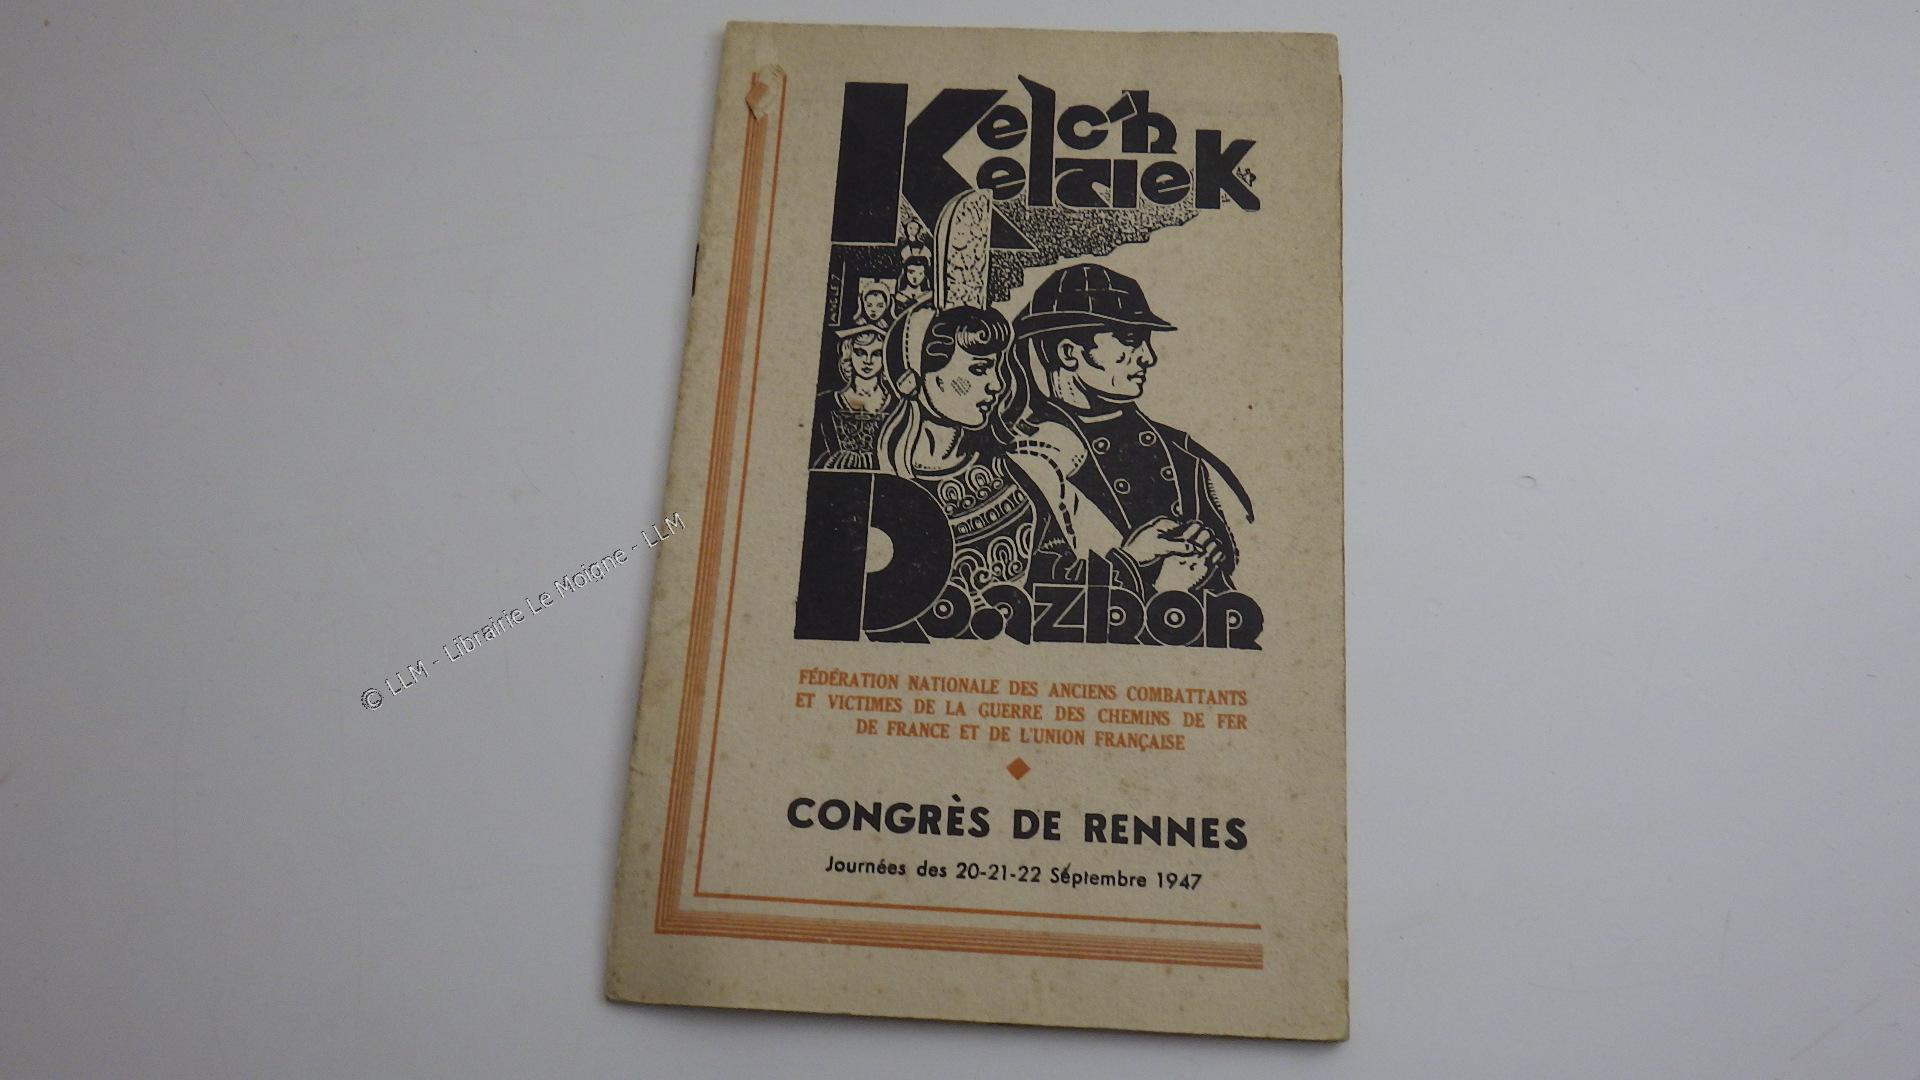 Kelc'h
Keltiek
Roazhon
FÉDÉRATION NATIONALE DES ANCIENS COMBATTANTS
ET VICTIMES DE LA GUERRE DES CHEMINS DE FER
DE FRANCE ET DE L'UNION FRANÇAISE
CONGRÈS DE RENNES
Journées des 20-21-22 Septembre 1947
© LLM - Librairie Le Moigne - LLM